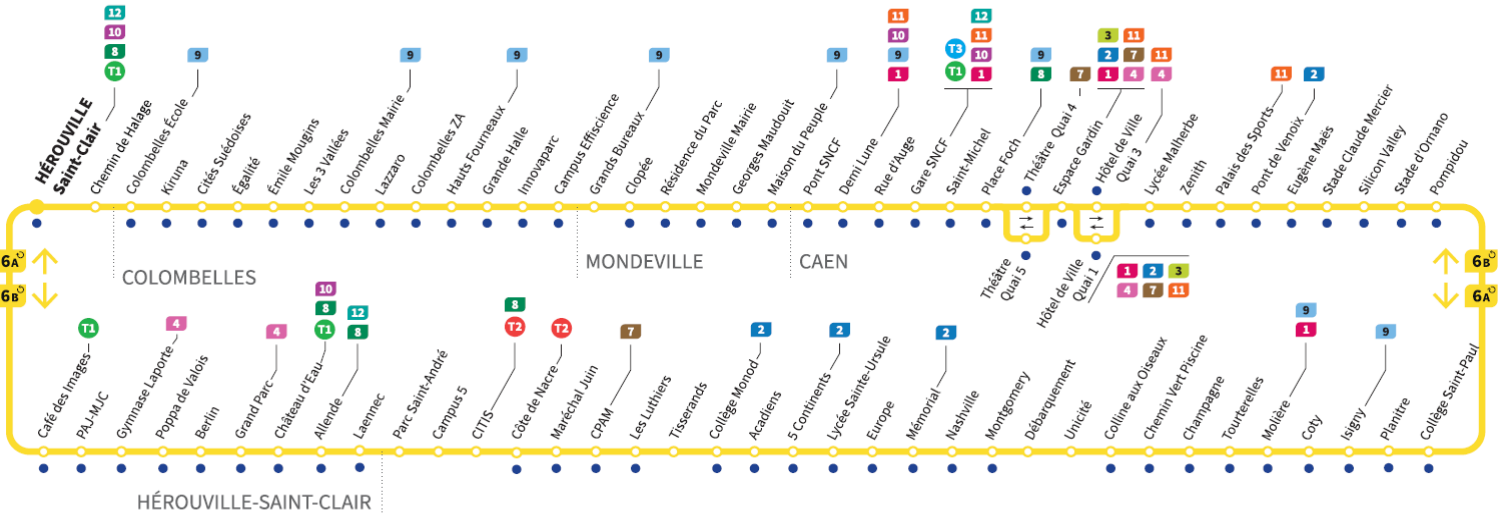 12
10
8
T1
9
9
9
9
9
11
10
9
1
12
11
T3
10
T1
1
9
8
7
3
11
2
7
1
4
11
4
11
2
HÉROUVILLE
Saint-Clair
Chemin de Halage
Colombelles École
Kiruna
Cités Suédoises
Égalité
Émile Mougins
Les 3 Vallées
Colombelles Mairie
Lazzaro
Colombelles ZA
Hauts Fourneaux
Grande Halle
Innovaparc
Campus Effiscience
Grands Bureaux
Clopée
Résidence du Parc
Mondeville Mairie
Georges Maudouit
Maison du Peuple
Pont SNCF
Demi Lune
Rue d'Auge
Gare SNCF
Saint-Michel
Place Foch
Théâtre Quai 4
Espace Gardin
Hôtel de Ville
Quai 3
Lycée Malherbe
Zenith
Palais des Sports
Pont de Venoix
Eugène Maës
Stade Claude Mercier
Silicon Valley
Stade d'Ornano
Pompidou
6A
6B
COLOMBELLES
MONDEVILLE
CAEN
Théâtre
Quai 5
Hôtel de Ville
Quai 1
1 2 3
4 7 11
6B
6A
T1
4
4
10
8
T1
12
8
8
T2
T2
7
2
2
2
9
1
9
Café des Images
PAJ-MJC
Gymnase Laporte
Poppa de Valois
Berlin
Grand Parc
Château d'Eau
Allende
Laennec
Parc Saint-André
Campus 5
CITIS
Côte de Nacre
Maréchal Juin
CPAM
Les Luthiers
Tisserands
Collège Monod
Acadiens
5 Continents
Lycée Sainte-Ursule
Europe
Mémorial
Nashville
Montgomery
Débarquement
Unicité
Colline aux Oiseaux
Chemin Vert Piscine
Champagne
Tourterelles
Molière
Coty
Isigny
Planitre
Collège Saint-Paul
HÉROUVILLE-SAINT-CLAIR